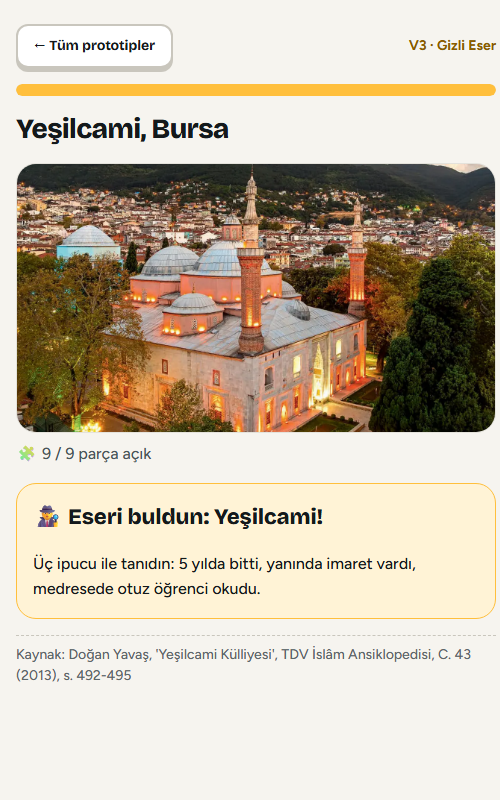 ← Tüm prototipler
V3 · Gizli Eser
Yeşilcami, Bursa
9 / 9 parça açık
Eseri buldun: Yeşilcami!
Üç ipucu ile tanıdın: 5 yılda bitti, yanında imaret vardı,
medresede otuz öğrenci okudu.
Kaynak: Doğan Yavaş, 'Yeşilcami Külliyesi', TDV İslâm Ansiklopedisi, C. 43
(2013), s. 492-495